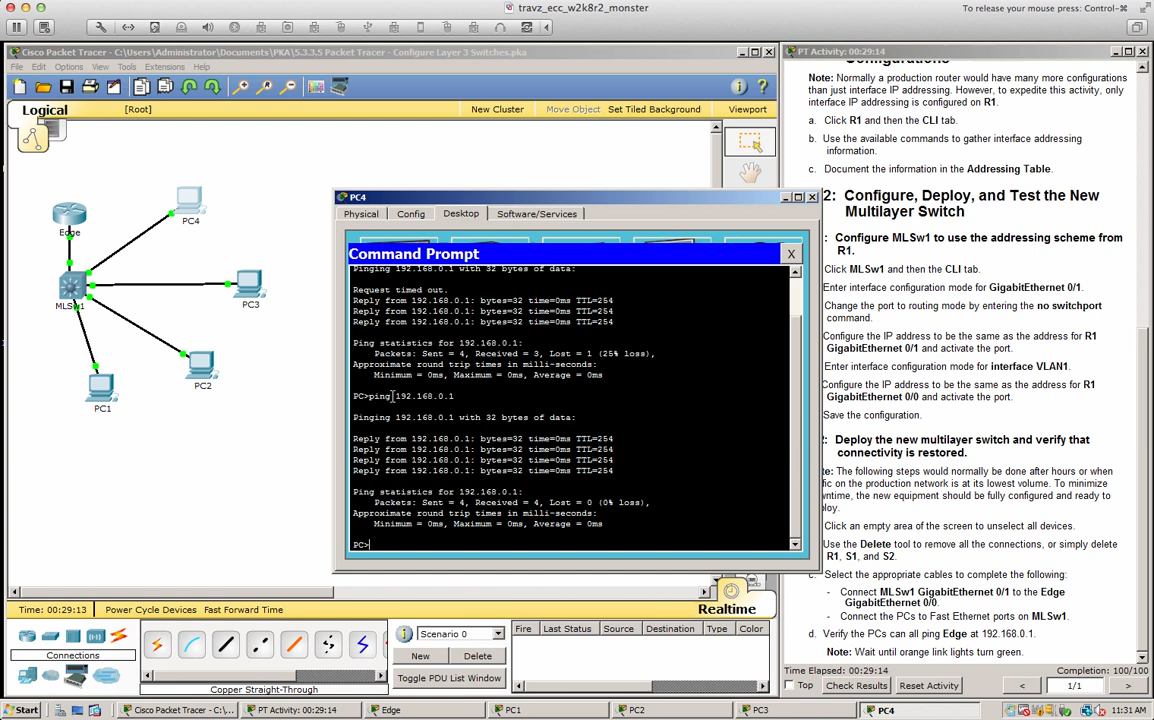 travz_ecc_w2k8r2_monster
To release your mouse press: Control-⌘
Cisco Packet Tracer - C:\Users\Administrator\Documents\PKA\5.3.3.5 Packet Tracer - Configure Layer 3 Switches.pka
File Edit Options View Tools Extensions Help
Logical
[Root]
New Cluster
Move Object
Set Tiled Background
Viewport
PC4
Edge
MLSw1
PC3
PC2
PC1
PC4
Physical
Config
Desktop
Software/Services
Command Prompt
X
Pinging 192.168.0.1 with 32 bytes of data:
Request timed out.
Reply from 192.168.0.1: bytes=32 time=0ms TTL=254
Reply from 192.168.0.1: bytes=32 time=0ms TTL=254
Reply from 192.168.0.1: bytes=32 time=0ms TTL=254
Ping statistics for 192.168.0.1:
Packets: Sent = 4, Received = 3, Lost = 1 (25% loss),
Approximate round trip times in milli-seconds:
Minimum = 0ms, Maximum = 0ms, Average = 0ms
PC>ping 192.168.0.1
Pinging 192.168.0.1 with 32 bytes of data:
Reply from 192.168.0.1: bytes=32 time=0ms TTL=254
Reply from 192.168.0.1: bytes=32 time=0ms TTL=254
Reply from 192.168.0.1: bytes=32 time=0ms TTL=254
Reply from 192.168.0.1: bytes=32 time=0ms TTL=254
Ping statistics for 192.168.0.1:
Packets: Sent = 4, Received = 4, Lost = 0 (0% loss),
Approximate round trip times in milli-seconds:
Minimum = 0ms, Maximum = 0ms, Average = 0ms
PC>
PT Activity: 00:29:14
Configurations
Note: Normally a production router would have many more configurations
than just interface IP addressing. However, to expedite this activity, only
interface IP addressing is configured on R1.
a. Click R1 and then the CLI tab.
b. Use the available commands to gather interface addressing
information.
c. Document the information in the Addressing Table.
2: Configure, Deploy, and Test the New
Multilayer Switch
: Configure MLSw1 to use the addressing scheme from
R1.
Click MLSw1 and then the CLI tab.
Enter interface configuration mode for GigabitEthernet 0/1.
Change the port to routing mode by entering the no switchport
command.
Configure the IP address to be the same as the address for R1
GigabitEthernet 0/1 and activate the port.
Enter interface configuration mode for interface VLAN1.
Configure the IP address to be the same as the address for R1
GigabitEthernet 0/0 and activate the port.
Save the configuration.
2: Deploy the new multilayer switch and verify that
connectivity is restored.
te: The following steps would normally be done after hours or when
fic on the production network is at its lowest volume. To minimize
wntime, the new equipment should be fully configured and ready to
loy.
Click an empty area of the screen to unselect all devices.
Use the Delete tool to remove all the connections, or simply delete
R1, S1, and S2.
c. Select the appropriate cables to complete the following:
- Connect MLSw1 GigabitEthernet 0/1 to the Edge
GigabitEthernet 0/0.
- Connect the PCs to Fast Ethernet ports on MLSw1.
d. Verify the PCs can all ping Edge at 192.168.0.1.
Note: Wait until orange link lights turn green.
Time Elapsed: 00:29:14
Completion: 100/100
Top
Check Results
Reset Activity
<
1/1
>
Time: 00:29:13
Power Cycle Devices
Fast Forward Time
Realtime
Connections
Copper Straight-Through
Scenario 0
New
Delete
Toggle PDU List Window
Fire
Last Status
Source
Destination
Type
Color
Start
Cisco Packet Tracer - C:\...
PT Activity: 00:29:14
Edge
PC1
PC2
PC3
PC4
11:31 AM